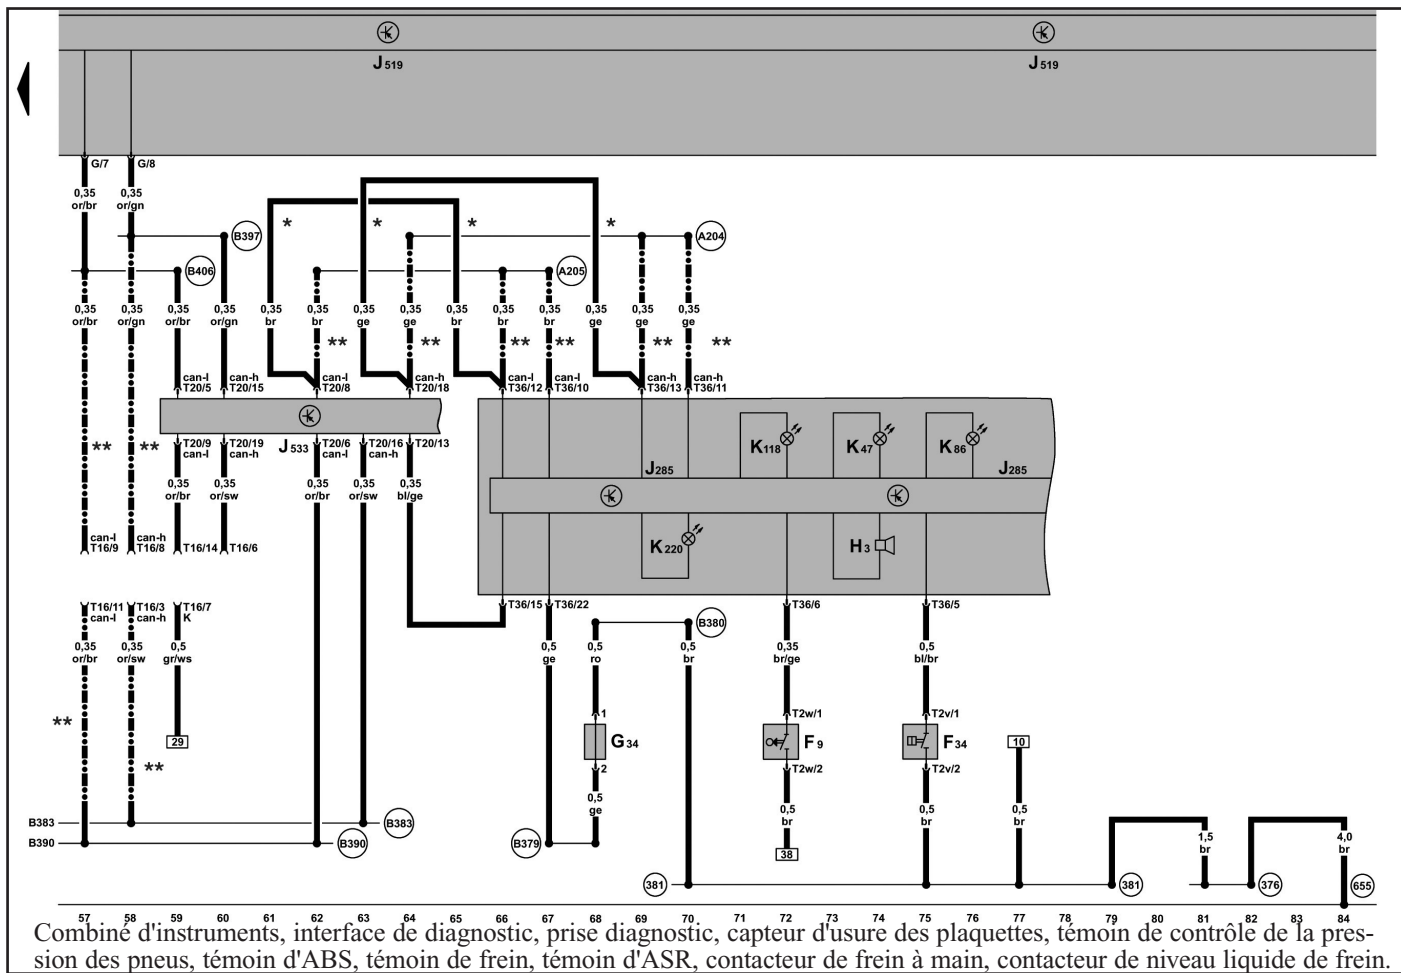 J519 J519
G/7 G/8
0,35 or/br 0,35 or/gn
* * * *
B397 A204
B406 A205
0,35 or/br 0,35 or/gn 0,35 or/br 0,35 or/gn 0,35 br 0,35 br 0,35 ge 0,35 ge 0,35 br 0,35 br 0,35 br 0,35 ge 0,35 ge 0,35 ge
** ** ** ** ** **
can-l T20/5 can-h T20/15 can-l T20/8 T20/18 can-l T36/12 can-l T36/10 can-h T36/13 can-h T36/11
** **
T20/9 can-l T20/19 can-h J533 T20/6 can-l T20/16 can-h T20/13
K118 K47 K86
J285 J285
0,35 or/br 0,35 or/sw 0,35 or/br 0,35 or/sw 0,35 bl/ge
can-l T16/9 can-h T16/8 T16/14 T16/6
K220 H3
T16/11 can-l T16/3 can-h T16/7 K
T36/15 T36/22 T36/6 T36/5
B380
0,35 or/br 0,35 or/sw 0,5 gr/ws 0,5 ge 0,5 ro 0,5 br 0,35 br/ge 0,5 bl/br
** 1 T2w/1 T2v/1
29 G34 F9 F34 10
** 2 T2w/2 T2v/2
0,5 ge 0,5 br 0,5 br 0,5 br
B383 B383
B390 B390 B379
38
1,5 br 4,0 br
381 381 376 655
57 58 59 60 61 62 63 64 65 66 67 68 69 70 71 72 73 74 75 76 77 78 79 80 81 82 83 84
Combiné d'instruments, interface de diagnostic, prise diagnostic, capteur d'usure des plaquettes, témoin de contrôle de la pres-
sion des pneus, témoin d'ABS, témoin de frein, témoin d'ASR, contacteur de frein à main, contacteur de niveau liquide de frein.